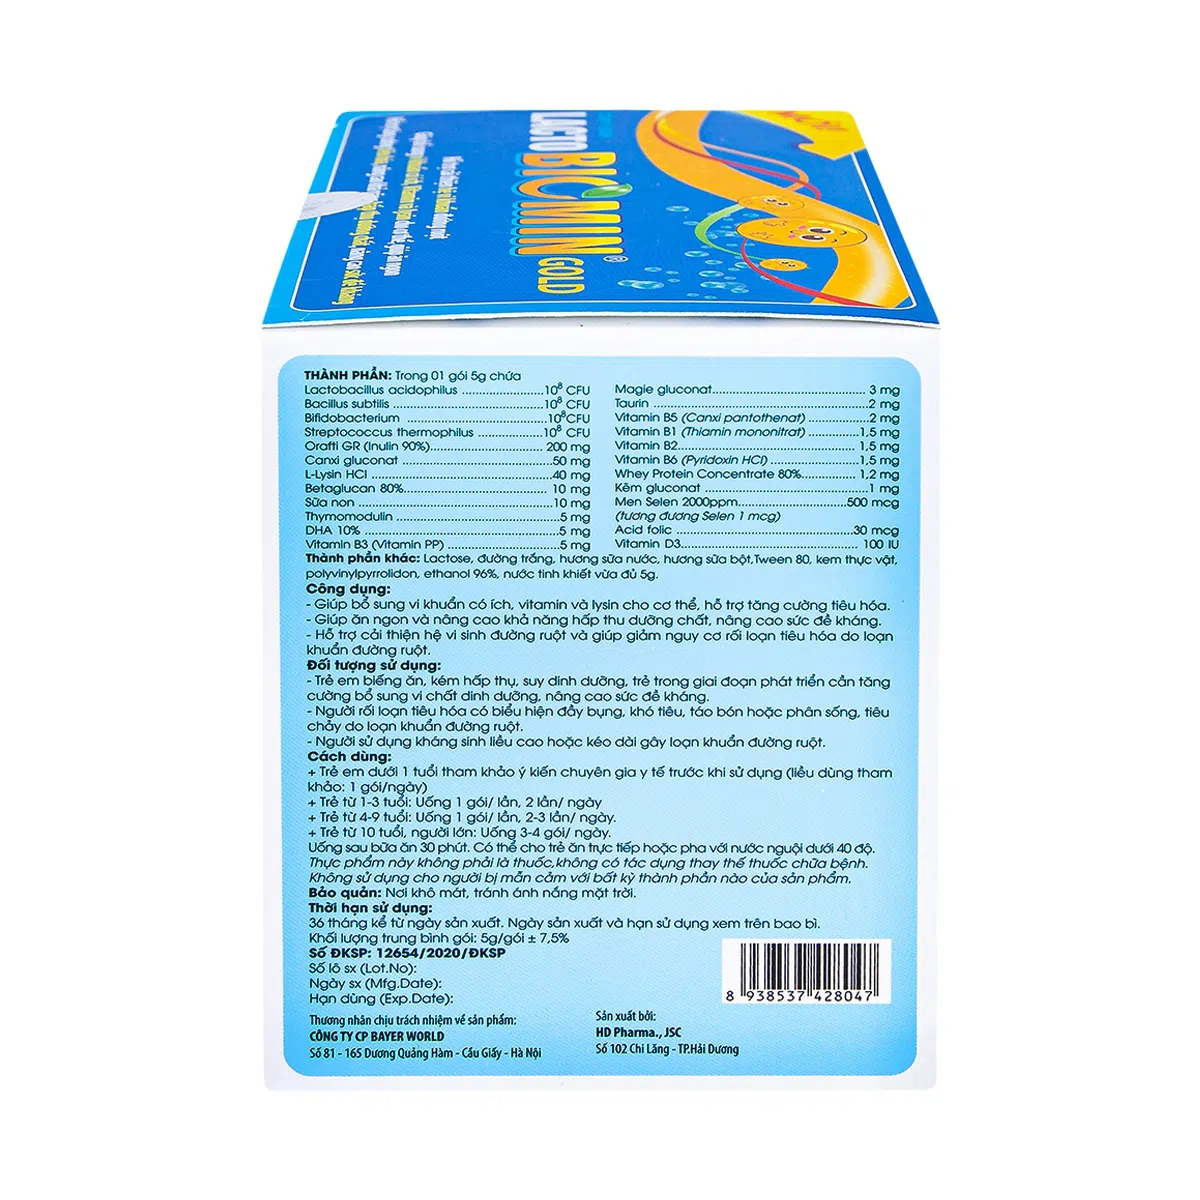 MỚI!
LACTO
BIOMIN®
GOLD
THÀNH PHẦN: Trong 01 gói 5g chứa
Lactobacillus acidophilus ........................10⁸ CFU
Bacillus subtilis ............................................10⁸ CFU
Bifidobacterium .........................................10⁸CFU
Streptococcus thermophilus ....................10⁸ CFU
Orafti GR (Inulin 90%)................................ 200 mg
Canxi gluconat ..........................................50 mg
L-Lysin HCl ...................................................40 mg
Betaglucan 80%........................................ 10 mg
Sữa non .......................................................10 mg
Thymomodulin ..............................................5 mg
DHA 10% ........................................................5 mg
Vitamin B3 (Vitamin PP) ...............................5 mg
Magie gluconat.......................................... 3 mg
Taurin .............................................................2 mg
Vitamin B5 (Canxi pantothenat) .................2 mg
Vitamin B1 (Thiamin mononitrat) ..............1,5 mg
Vitamin B2...................................................1,5 mg
Vitamin B6 (Pyridoxin HCl) .........................1,5 mg
Whey Protein Concentrate 80%................1,2 mg
Kẽm gluconat ...............................................1 mg
Men Selen 2000ppm..............................500 mcg
(tương đương Selen 1 mcg)
Acid folic ...................................................30 mcg
Vitamin D3................................................. 100 IU
Thành phần khác: Lactose, đường trắng, hương sữa nước, hương sữa bột,Tween 80, kem thực vật,
polyvinylpyrrolidon, ethanol 96%, nước tinh khiết vừa đủ 5g.
Công dụng:
- Giúp bổ sung vi khuẩn có ích, vitamin và lysin cho cơ thể, hỗ trợ tăng cường tiêu hóa.
- Giúp ăn ngon và nâng cao khả năng hấp thu dưỡng chất, nâng cao sức đề kháng.
- Hỗ trợ cải thiện hệ vi sinh đường ruột và giúp giảm nguy cơ rối loạn tiêu hóa do loạn
khuẩn đường ruột.
Đối tượng sử dụng:
- Trẻ em biếng ăn, kém hấp thụ, suy dinh dưỡng, trẻ trong giai đoạn phát triển cần tăng
cường bổ sung vi chất dinh dưỡng, nâng cao sức đề kháng.
- Người rối loạn tiêu hóa có biểu hiện đầy bụng, khó tiêu, táo bón hoặc phân sống, tiêu
chảy do loạn khuẩn đường ruột.
- Người sử dụng kháng sinh liều cao hoặc kéo dài gây loạn khuẩn đường ruột.
Cách dùng:
+ Trẻ em dưới 1 tuổi tham khảo ý kiến chuyên gia y tế trước khi sử dụng (liều dùng tham
khảo: 1 gói/ngày)
+ Trẻ từ 1-3 tuổi: Uống 1 gói/ lần, 2 lần/ ngày
+ Trẻ từ 4-9 tuổi: Uống 1 gói/ lần, 2-3 lần/ ngày.
+ Trẻ từ 10 tuổi, người lớn: Uống 3-4 gói/ ngày.
Uống sau bữa ăn 30 phút. Có thể cho trẻ ăn trực tiếp hoặc pha với nước nguội dưới 40 độ.
Thực phẩm này không phải là thuốc,không có tác dụng thay thế thuốc chữa bệnh.
Không sử dụng cho người bị mẫn cảm với bất kỳ thành phần nào của sản phẩm.
Bảo quản: Nơi khô mát, tránh ánh nắng mặt trời.
Thời hạn sử dụng:
36 tháng kể từ ngày sản xuất. Ngày sản xuất và hạn sử dụng xem trên bao bì.
Khối lượng trung bình gói: 5g/gói ± 7,5%
Số ĐKSP: 12654/2020/ĐKSP
Số lô sx (Lot.No):
Ngày sx (Mfg.Date):
Hạn dùng (Exp.Date):
8 938537 428047
Thương nhân chịu trách nhiệm về sản phẩm:
CÔNG TY CP BAYER WORLD
Số 81 - 165 Dương Quảng Hàm - Cầu Giấy - Hà Nội
Sản xuất bởi:
HD Pharma., JSC
Số 102 Chi Lăng - TP.Hải Dương